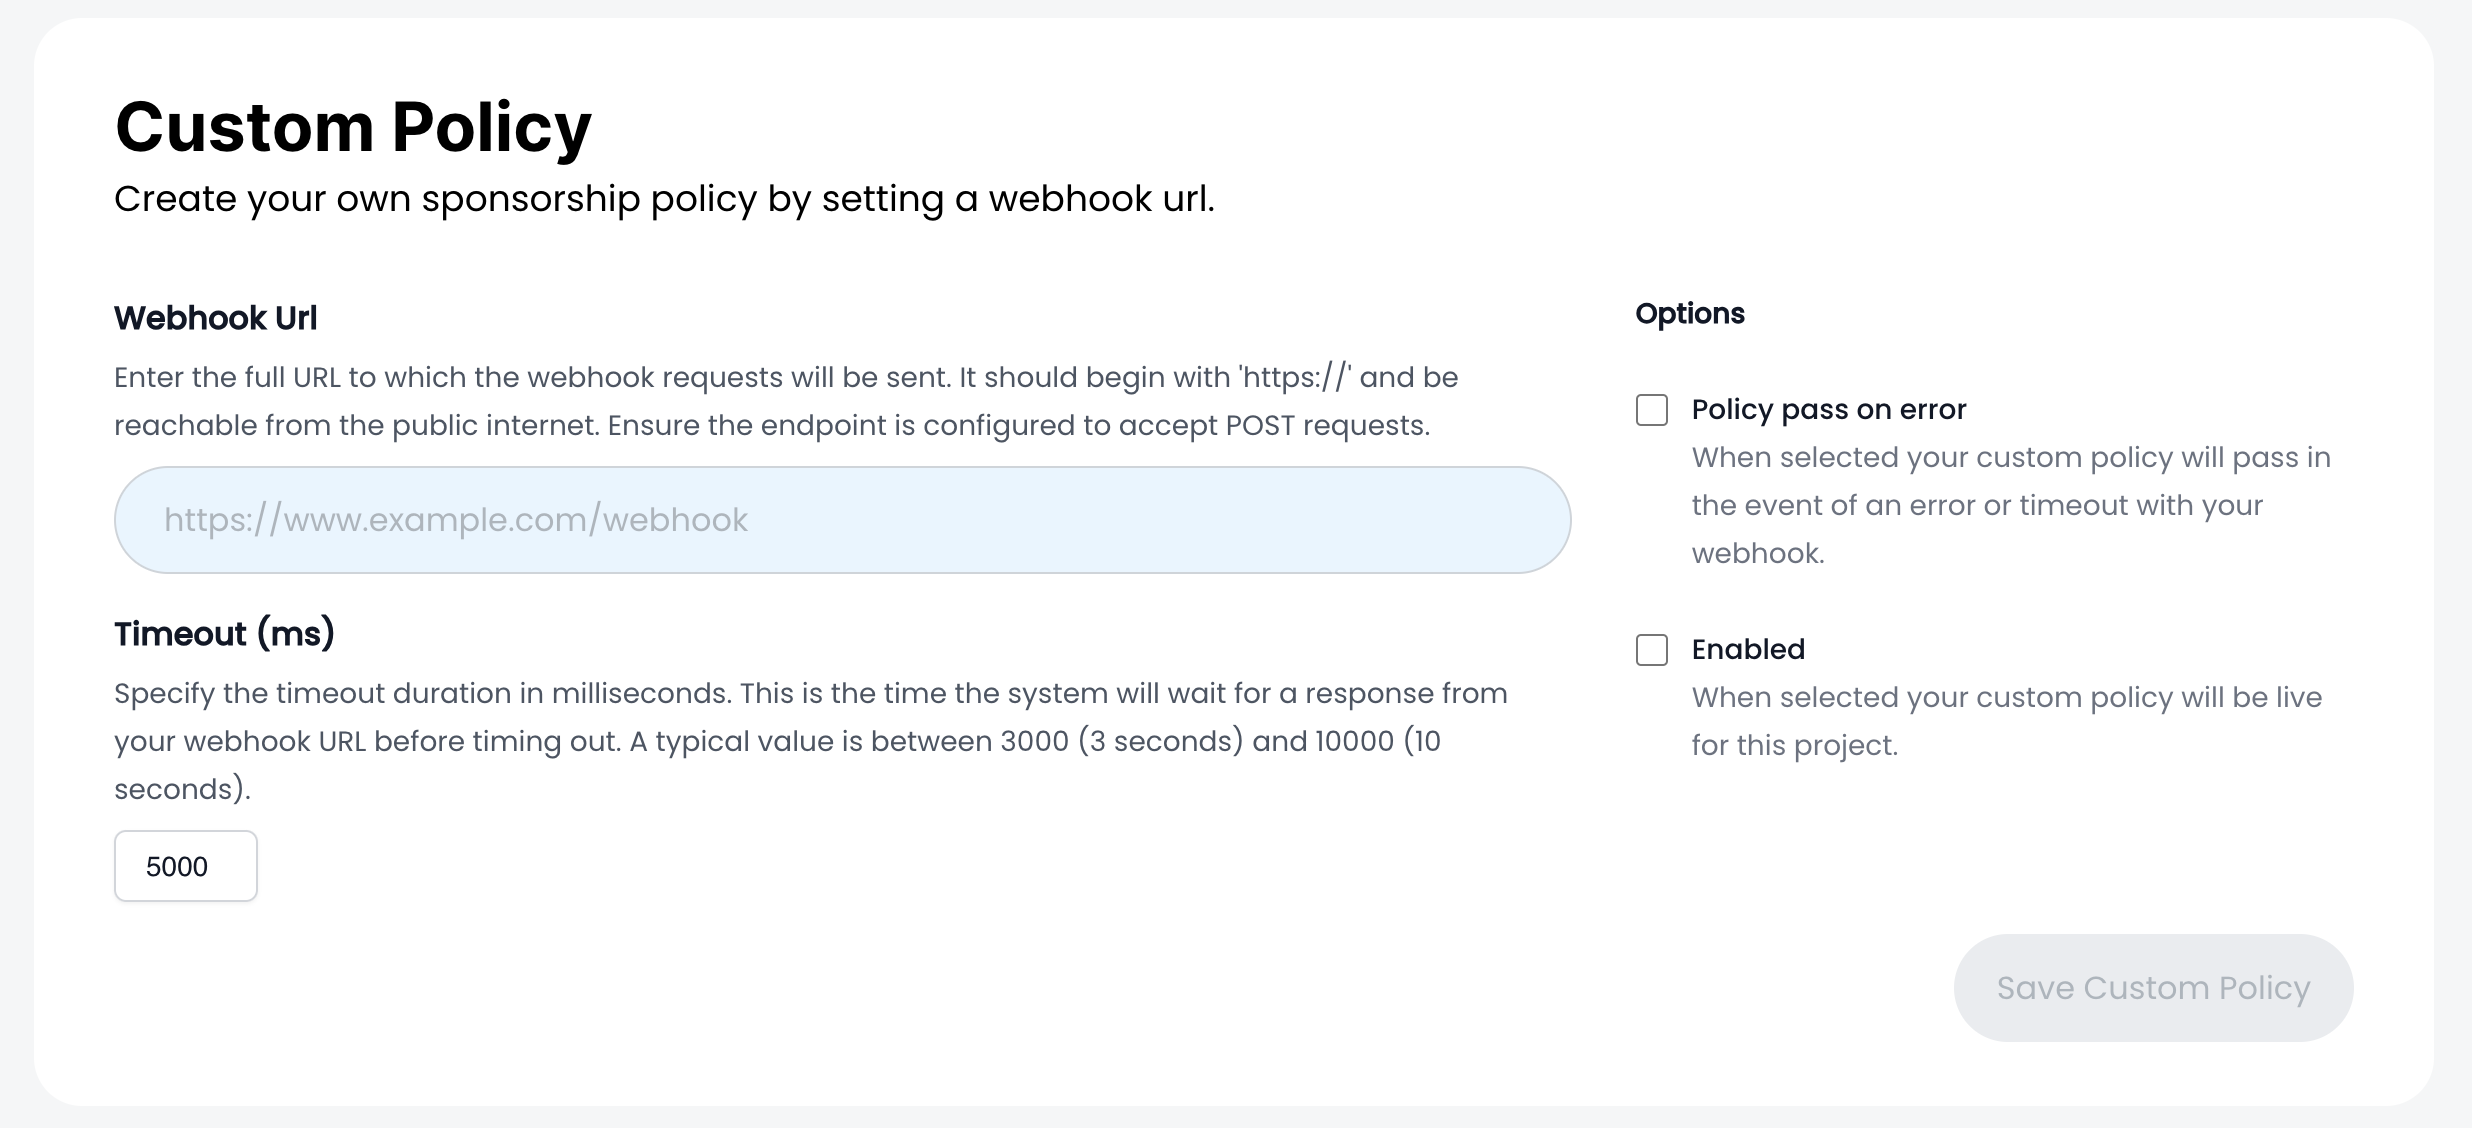 Custom Policy
Create your own sponsorship policy by setting a webhook url.
Webhook Url
Enter the full URL to which the webhook requests will be sent. It should begin with 'https://' and be
reachable from the public internet. Ensure the endpoint is configured to accept POST requests.
https://www.example.com/webhook
Timeout (ms)
Specify the timeout duration in milliseconds. This is the time the system will wait for a response from
your webhook URL before timing out. A typical value is between 3000 (3 seconds) and 10000 (10
seconds).
5000
Options
Policy pass on error
When selected your custom policy will pass in
the event of an error or timeout with your
webhook.
Enabled
When selected your custom policy will be live
for this project.
Save Custom Policy